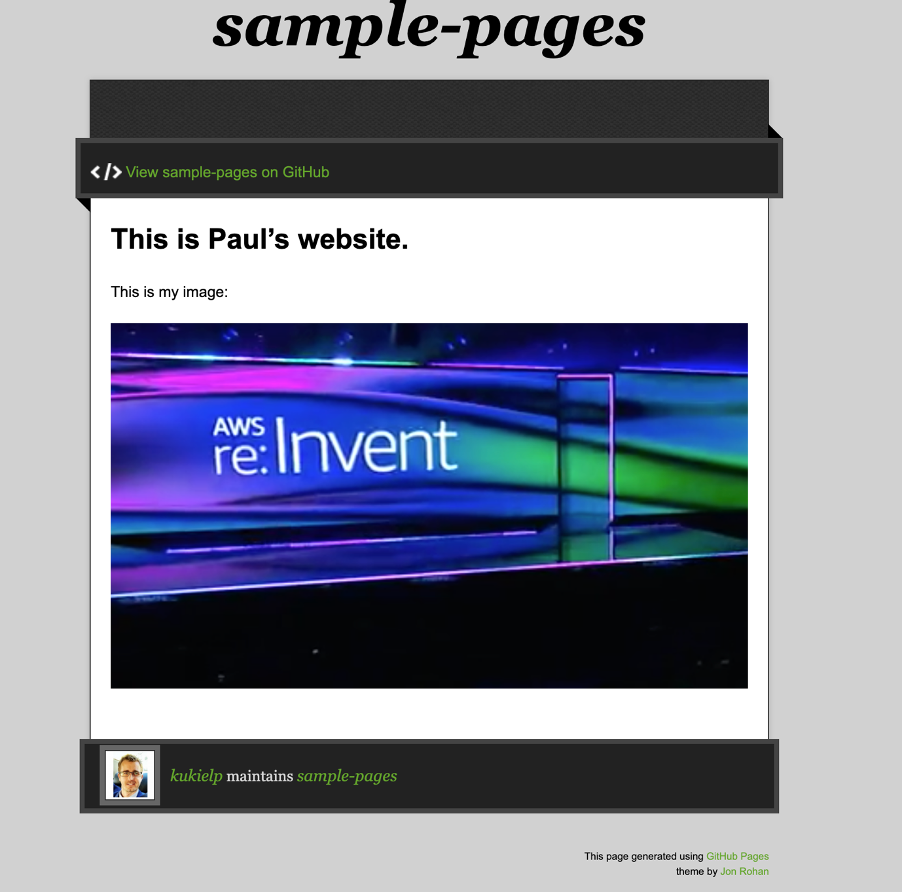 sample-pages
</> View sample-pages on GitHub
This is Paul’s website.
This is my image:
AWS
re:Invent
kukielp maintains sample-pages
This page generated using GitHub Pages
theme by Jon Rohan